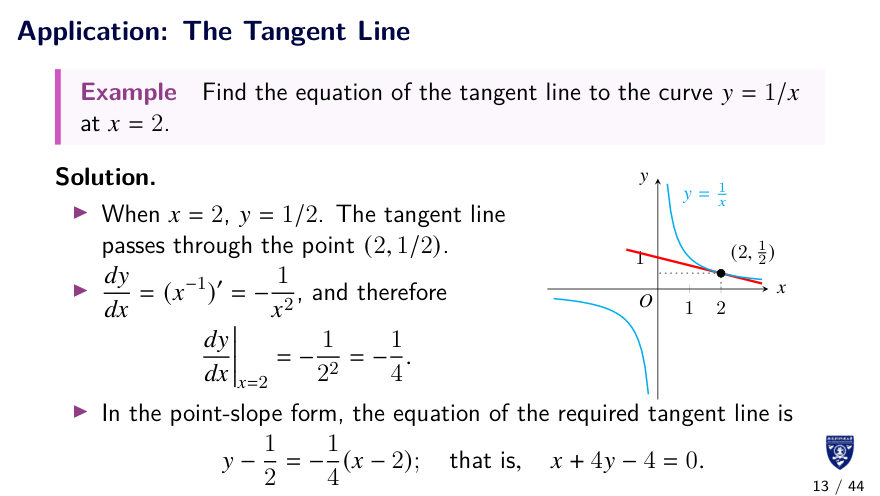 Application: The Tangent Line
Example Find the equation of the tangent line to the curve y = 1/x
at x = 2.
Solution.
▶ When x = 2, y = 1/2. The tangent line
passes through the point (2, 1/2).
▶ dy/dx = (x⁻¹)′ = −1/x², and therefore
dy/dx|ₓ₌₂ = −1/2² = −1/4.
y
y = 1/x
1
(2, 1/2)
O
x
1 2
▶ In the point-slope form, the equation of the required tangent line is
y − 1/2 = −1/4(x − 2); that is, x + 4y − 4 = 0.
13 / 44